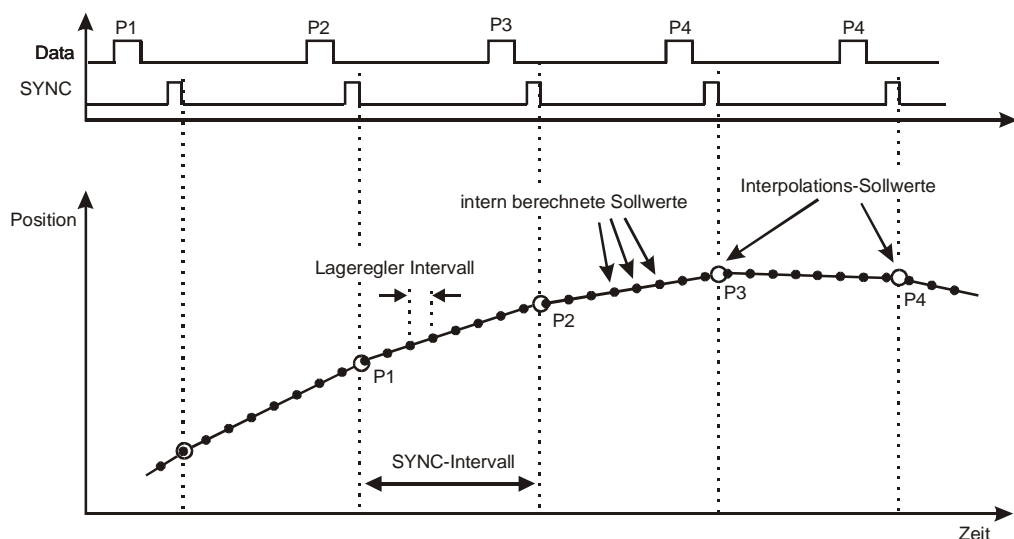 P1 P2 P3 P4 P4
Data
SYNC
Position
intern berechnete Sollwerte
Interpolations-Sollwerte
Lageregler Intervall
P1
P2
P3
P4
SYNC-Intervall
Zeit